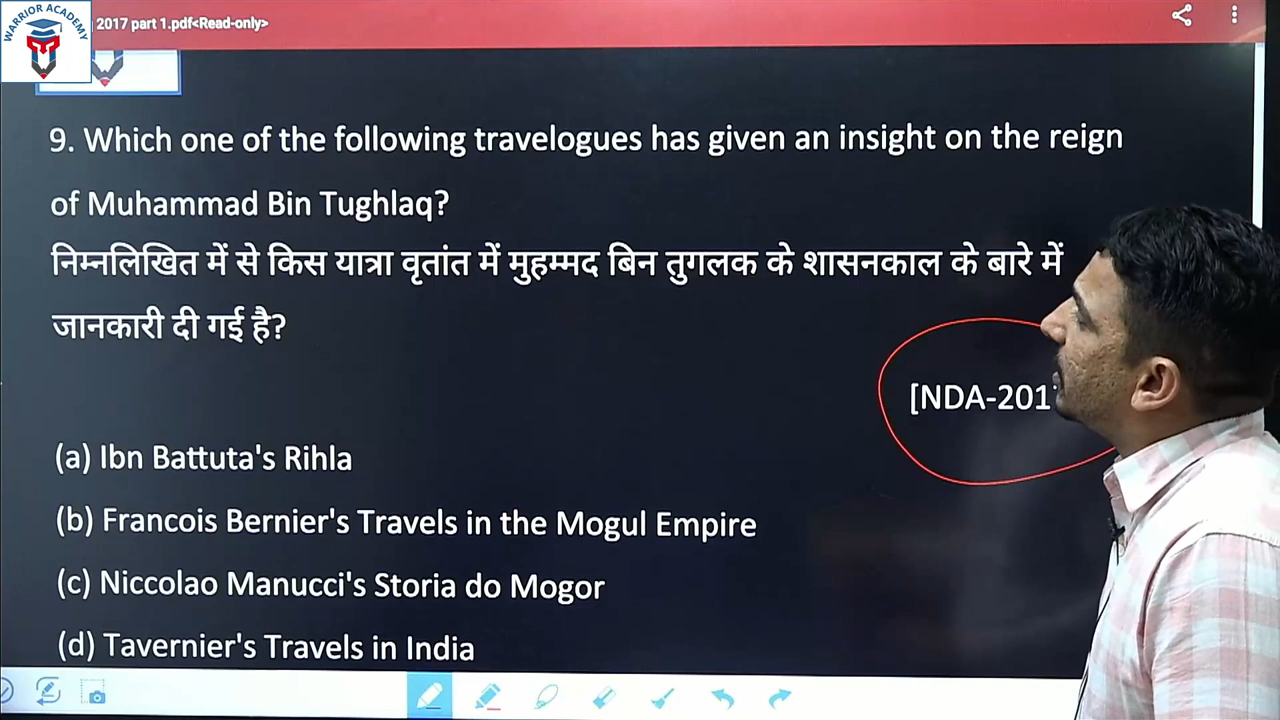 WARRIOR ACADEMY
2017 part 1.pdf<Read-only>
9. Which one of the following travelogues has given an insight on the reign
of Muhammad Bin Tughlaq?
निम्नलिखित में से किस यात्रा वृतांत में मुहम्मद बिन तुगलक के शासनकाल के बारे में
जानकारी दी गई है?
[NDA-201
(a) Ibn Battuta's Rihla
(b) Francois Bernier's Travels in the Mogul Empire
(c) Niccolao Manucci's Storia do Mogor
(d) Tavernier's Travels in India